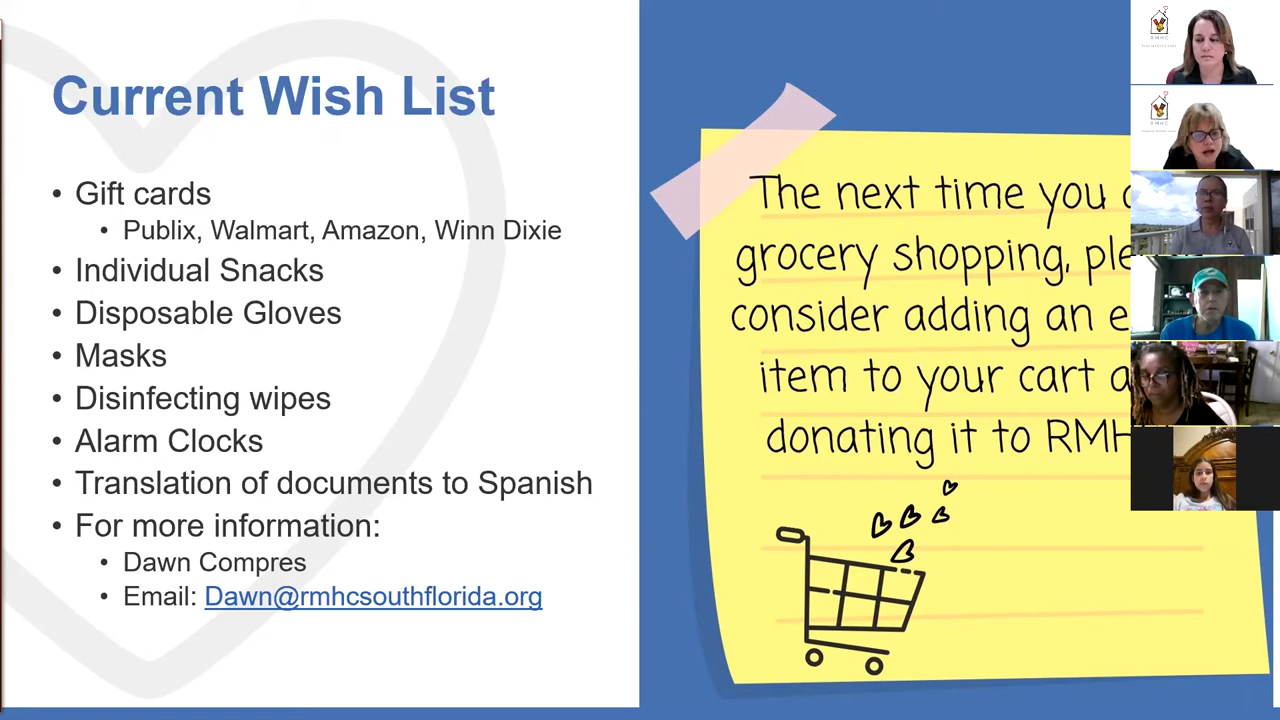 Current Wish List
• Gift cards
• Publix, Walmart, Amazon, Winn Dixie
• Individual Snacks
• Disposable Gloves
• Masks
• Disinfecting wipes
• Alarm Clocks
• Translation of documents to Spanish
• For more information:
• Dawn Compres
• Email: Dawn@rmhcsouthflorida.org
The next time you
grocery shopping,
consider adding an
item to your cart
donating it to
RMHC
RMHC